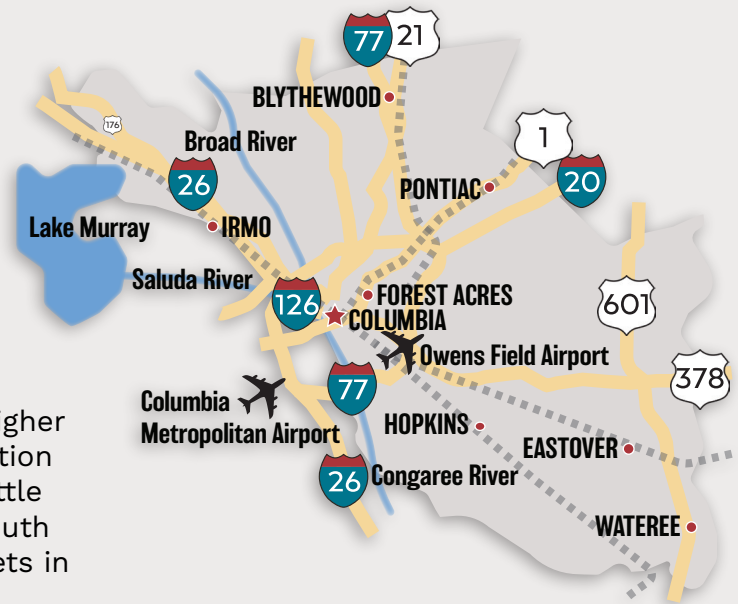 77
21
BLYTHEWOOD
176
Broad River
1
26
PONTIAC
20
Lake Murray
IRMO
Saluda River
126
FOREST ACRES
COLUMBIA
601
Owens Field Airport
77
378
Columbia
Metropolitan Airport
HOPKINS
EASTOVER
26
Congaree River
WATEREE
igher
tion
ttle
uth
ets in